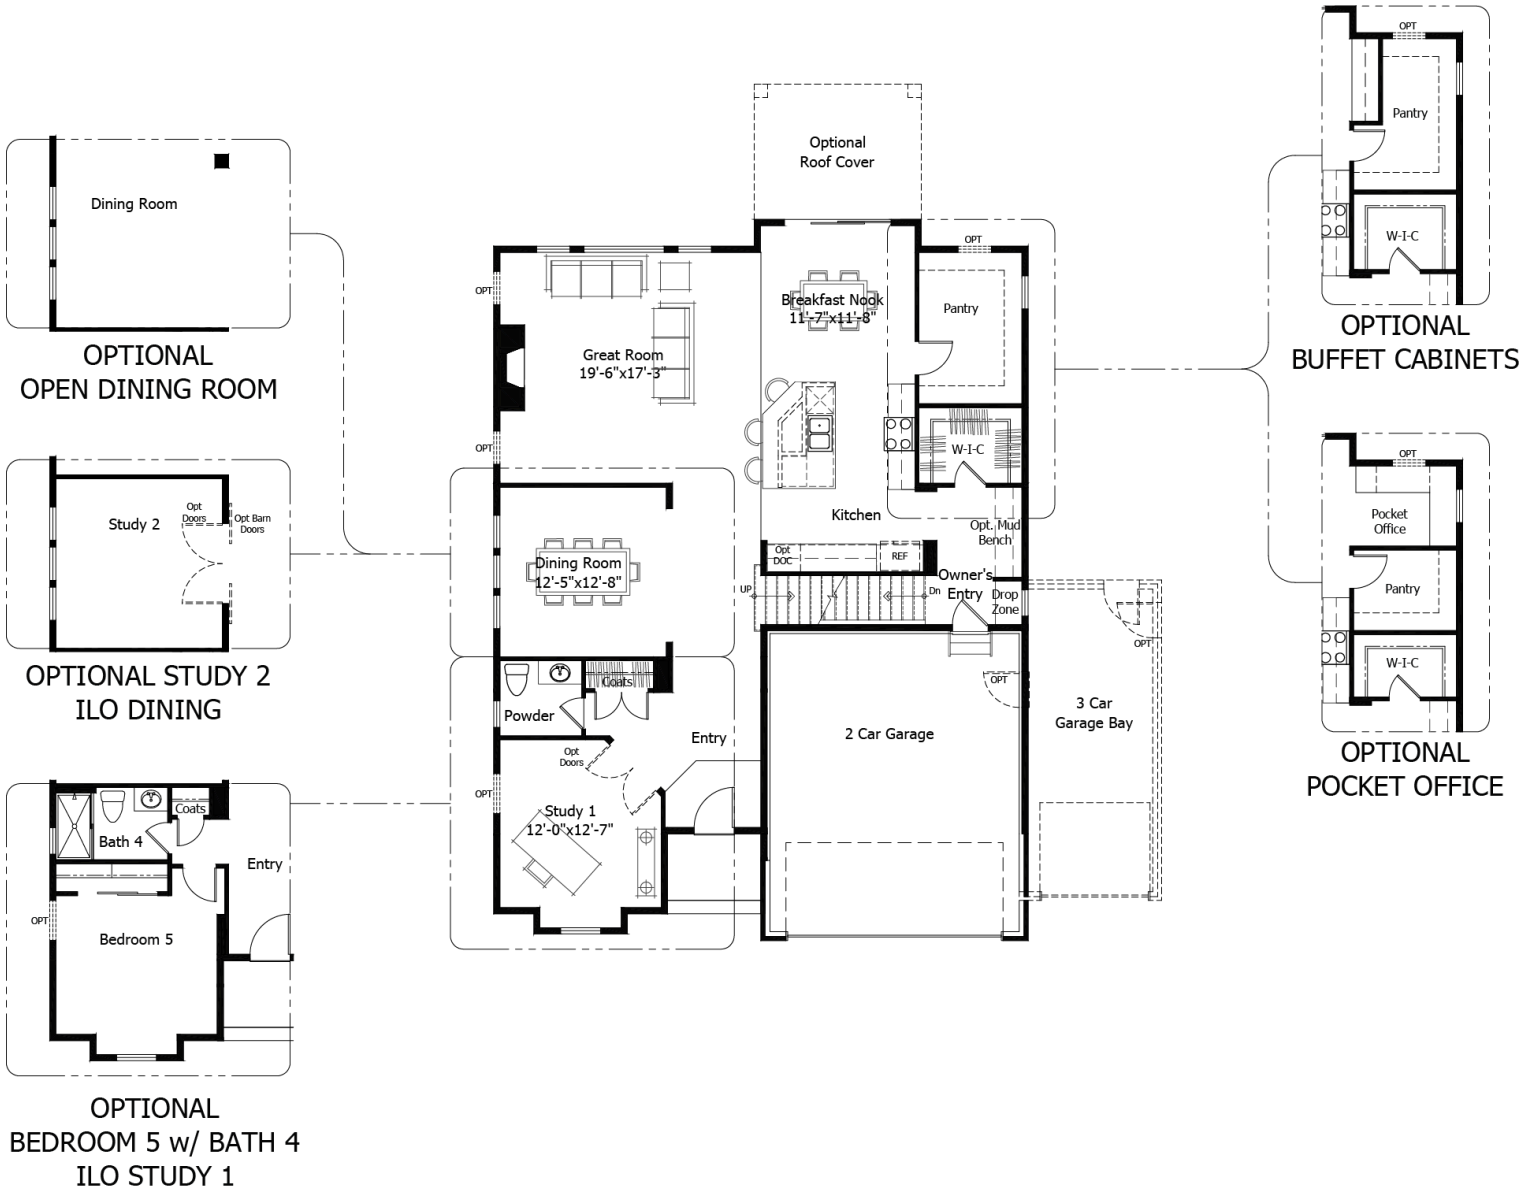 Dining Room
OPTIONAL
OPEN DINING ROOM
Study 2
Opt
Doors
Opt Barn
Doors
OPTIONAL STUDY 2
ILO DINING
Coats
Bath 4
Entry
OPT
Bedroom 5
OPTIONAL
BEDROOM 5 w/ BATH 4
ILO STUDY 1
Optional
Roof Cover
OPT
OPT
Breakfast Nook
11'-7"x11'-8"
Pantry
Great Room
19'-6"x17'-3"
OPT
W-I-C
Kitchen
Opt. Mud
Bench
Opt
DOC
REF
Dining Room
12'-5"x12'-8"
Owner's
Entry
UP
Dn
Drop
Zone
OPT
OPT
Coats
Powder
Entry
2 Car Garage
3 Car
Garage Bay
Opt
Doors
OPT
Study 1
12'-0"x12'-7"
OPT
Pantry
W-I-C
OPTIONAL
BUFFET CABINETS
OPT
Pocket
Office
Pantry
W-I-C
OPTIONAL
POCKET OFFICE